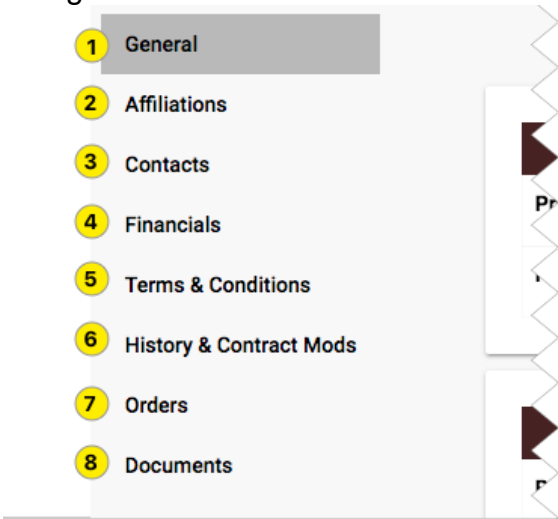 1 General
2 Affiliations
3 Contacts
4 Financials
5 Terms & Conditions
6 History & Contract Mods
7 Orders
8 Documents